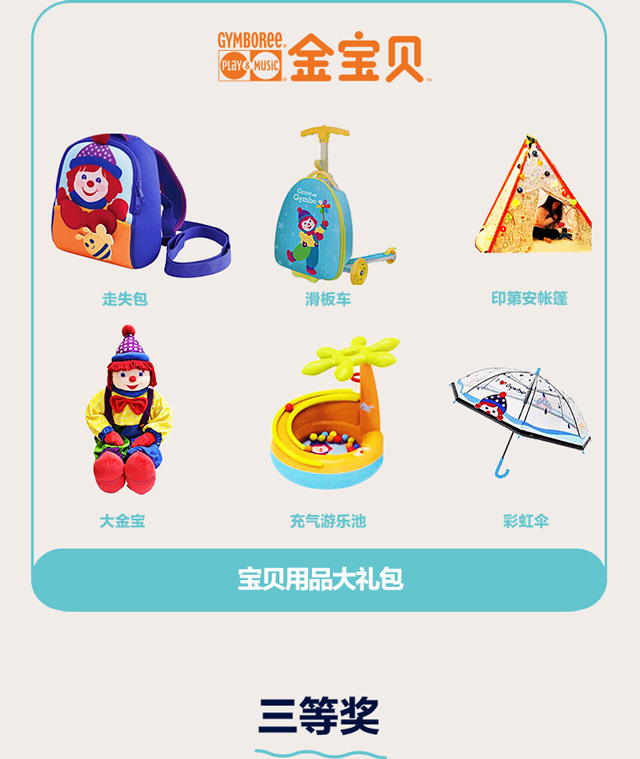 GYMBOREE
PLAY & MUSIC
金宝贝
Gymbo
走失包
滑板车
印第安帐篷
I ♥ Gymbo
大金宝
充气游乐池
彩虹伞
宝贝用品大礼包
三等奖